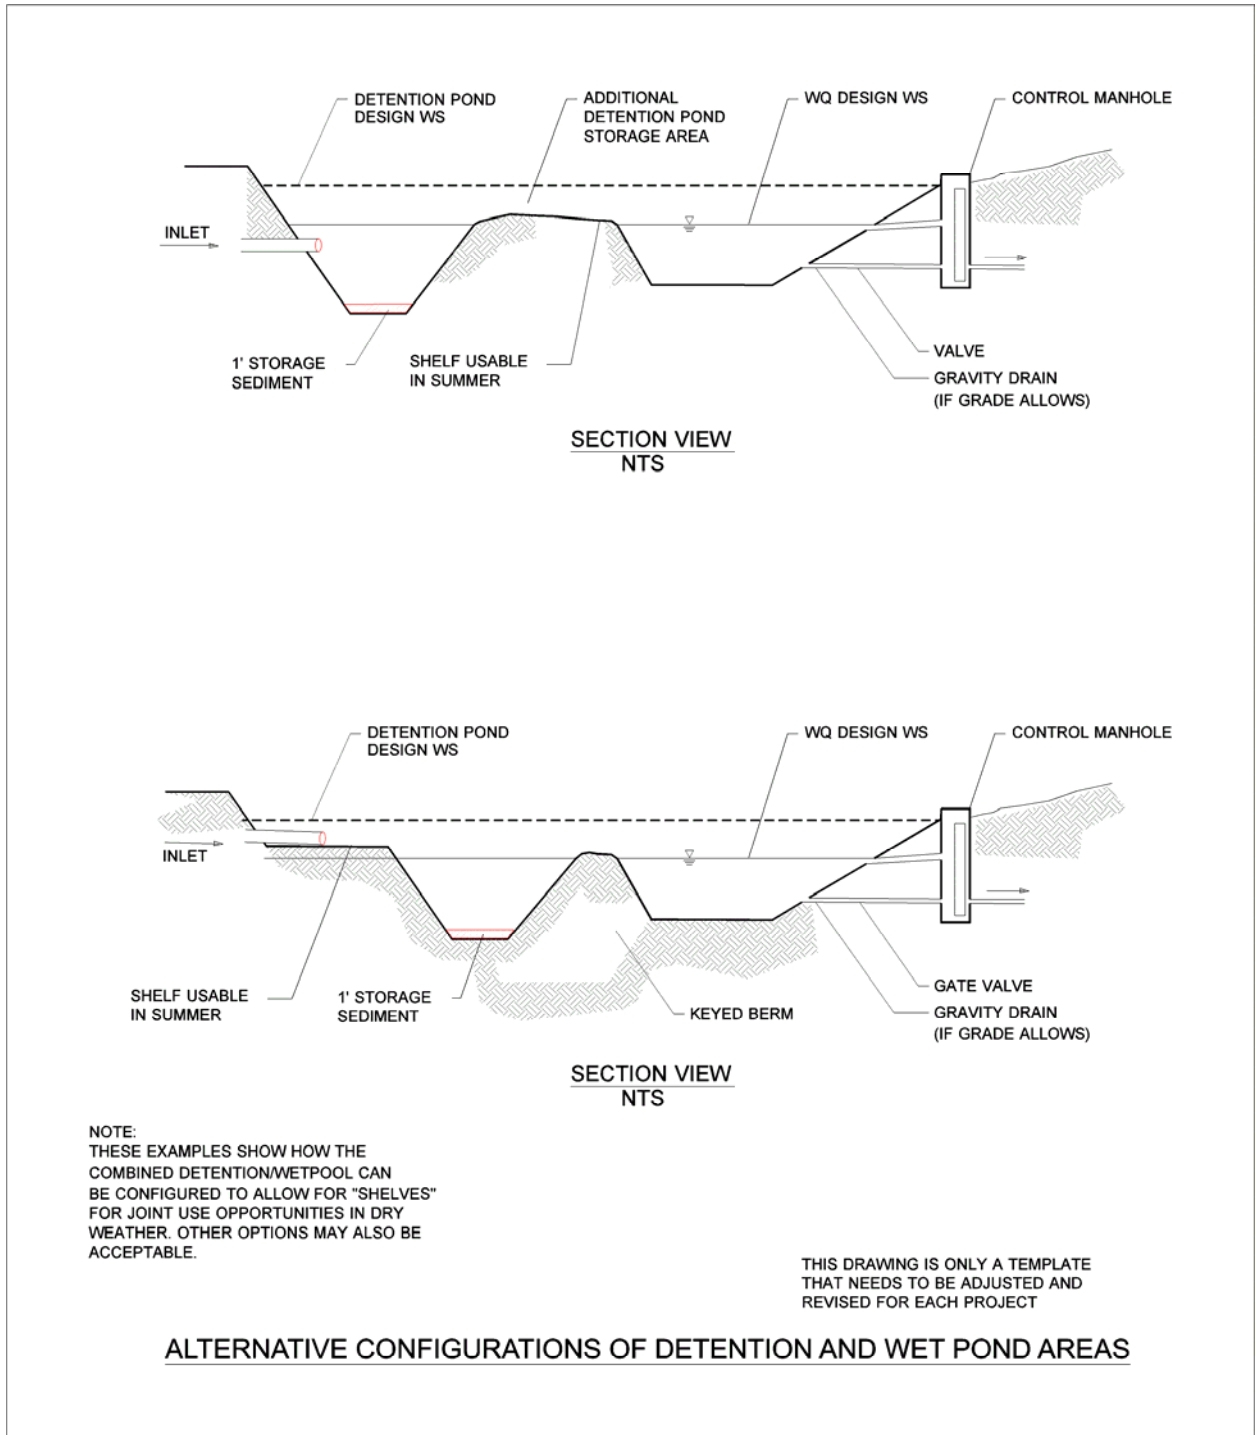 DETENTION POND
DESIGN WS
ADDITIONAL
DETENTION POND
STORAGE AREA
WQ DESIGN WS
CONTROL MANHOLE
INLET
1' STORAGE
SEDIMENT
SHELF USABLE
IN SUMMER
VALVE
GRAVITY DRAIN
(IF GRADE ALLOWS)
SECTION VIEW
NTS
DETENTION POND
DESIGN WS
WQ DESIGN WS
CONTROL MANHOLE
INLET
SHELF USABLE
IN SUMMER
1' STORAGE
SEDIMENT
KEYED BERM
GATE VALVE
GRAVITY DRAIN
(IF GRADE ALLOWS)
SECTION VIEW
NTS
NOTE:
THESE EXAMPLES SHOW HOW THE
COMBINED DETENTION/WETPOOL CAN
BE CONFIGURED TO ALLOW FOR "SHELVES"
FOR JOINT USE OPPORTUNITIES IN DRY
WEATHER. OTHER OPTIONS MAY ALSO BE
ACCEPTABLE.
THIS DRAWING IS ONLY A TEMPLATE
THAT NEEDS TO BE ADJUSTED AND
REVISED FOR EACH PROJECT
ALTERNATIVE CONFIGURATIONS OF DETENTION AND WET POND AREAS